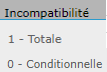 Incompatibilité
1 - Totale
0 - Conditionnelle